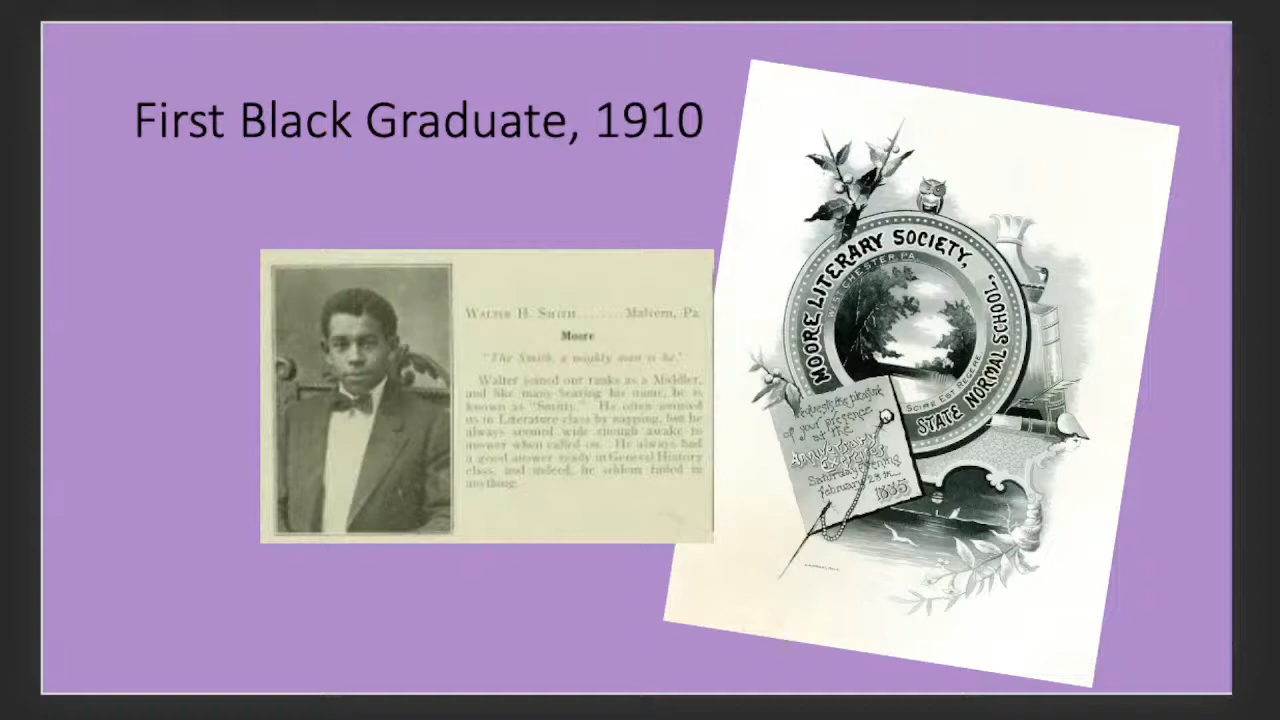 First Black Graduate, 1910
WALTER H. SMITH........Malvern, Pa.
Moore
"The Smith, a mighty man is he."
Walter joined our ranks as a Middler,
and like many bearing his name, he is
known as "Smitty." He often amused
us in Literature class by napping, but he
always seemed wide enough awake to
answer when called on. He always had
a good answer ready in General History
class, and indeed, he seldom failed in
anything.
MOORE LITERARY SOCIETY,
WEST CHESTER, PA.
STATE NORMAL SCHOOL,
SCIRE EST REGERE
Requests the pleasure
of your presence
at the
Anniversary
Exercises
Saturday evening
february 28th
1885